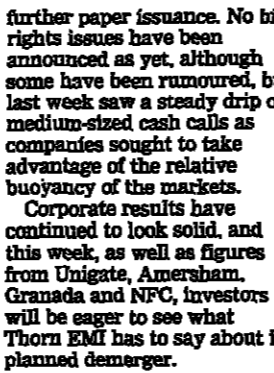 further paper issuance. No bi
rights issues have been
announced as yet, although
some have been rumoured, b
last week saw a steady drip o
medium-sized cash calls as
companies sought to take
advantage of the relative
buoyancy of the markets.
Corporate results have
continued to look solid, and
this week, as well as figures
from Unigate, Amersham,
Granada and NFC, investors
will be eager to see what
Thorn EMI has to say about i
planned demerger.